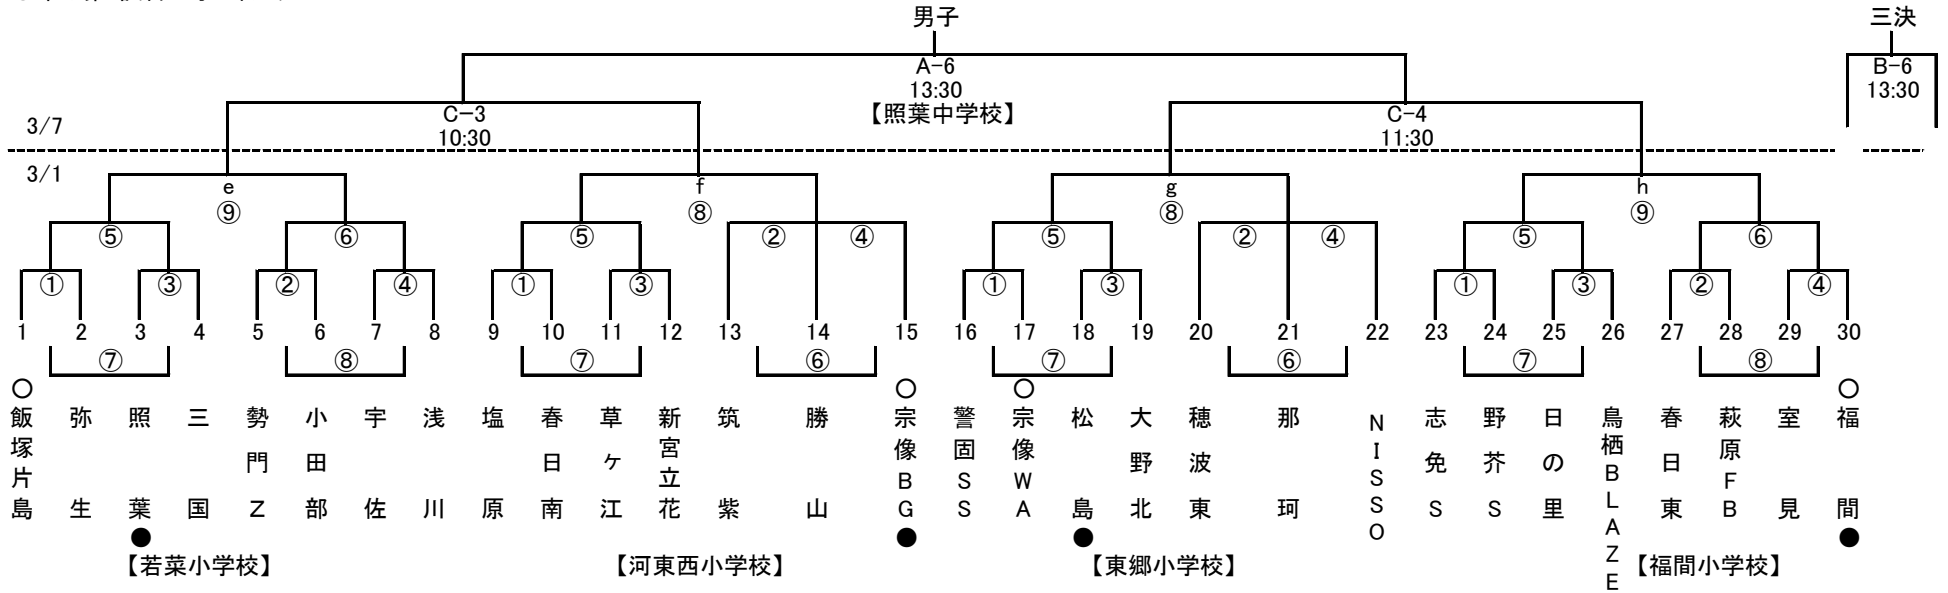 男子
三決
A-6
13:30
【照葉中学校】
B-6
13:30
C-3
10:30
C-4
11:30
3/7
3/1
e f g h
⑨ ⑧ ⑧ ⑨
⑤ ⑥ ⑤ ② ④ ⑤ ② ④ ⑤ ⑥
① ③ ② ④ ① ③ ① ③ ① ③ ② ④
1 2 3 4 5 6 7 8 9 10 11 12 13 14 15 16 17 18 19 20 21 22 23 24 25 26 27 28 29 30
⑦ ⑧ ⑦ ⑥ ⑦ ⑥ ⑦ ⑧
○ ○ ○ ○
飯塚片島
弥生
照葉
三国
勢門Z
小田部
宇佐
浅川
塩原
春日南
草ヶ江
新宮立花
筑紫
勝山
宗像BG
警固SS
宗像WA
松島
大野北
穂波東
那珂
NISSO
志免S
野芥S
日の里
鳥栖BLAZE
春日東
萩原FB
室見
福間
● ● ● ●
【若菜小学校】
【河東西小学校】
【東郷小学校】
【福間小学校】